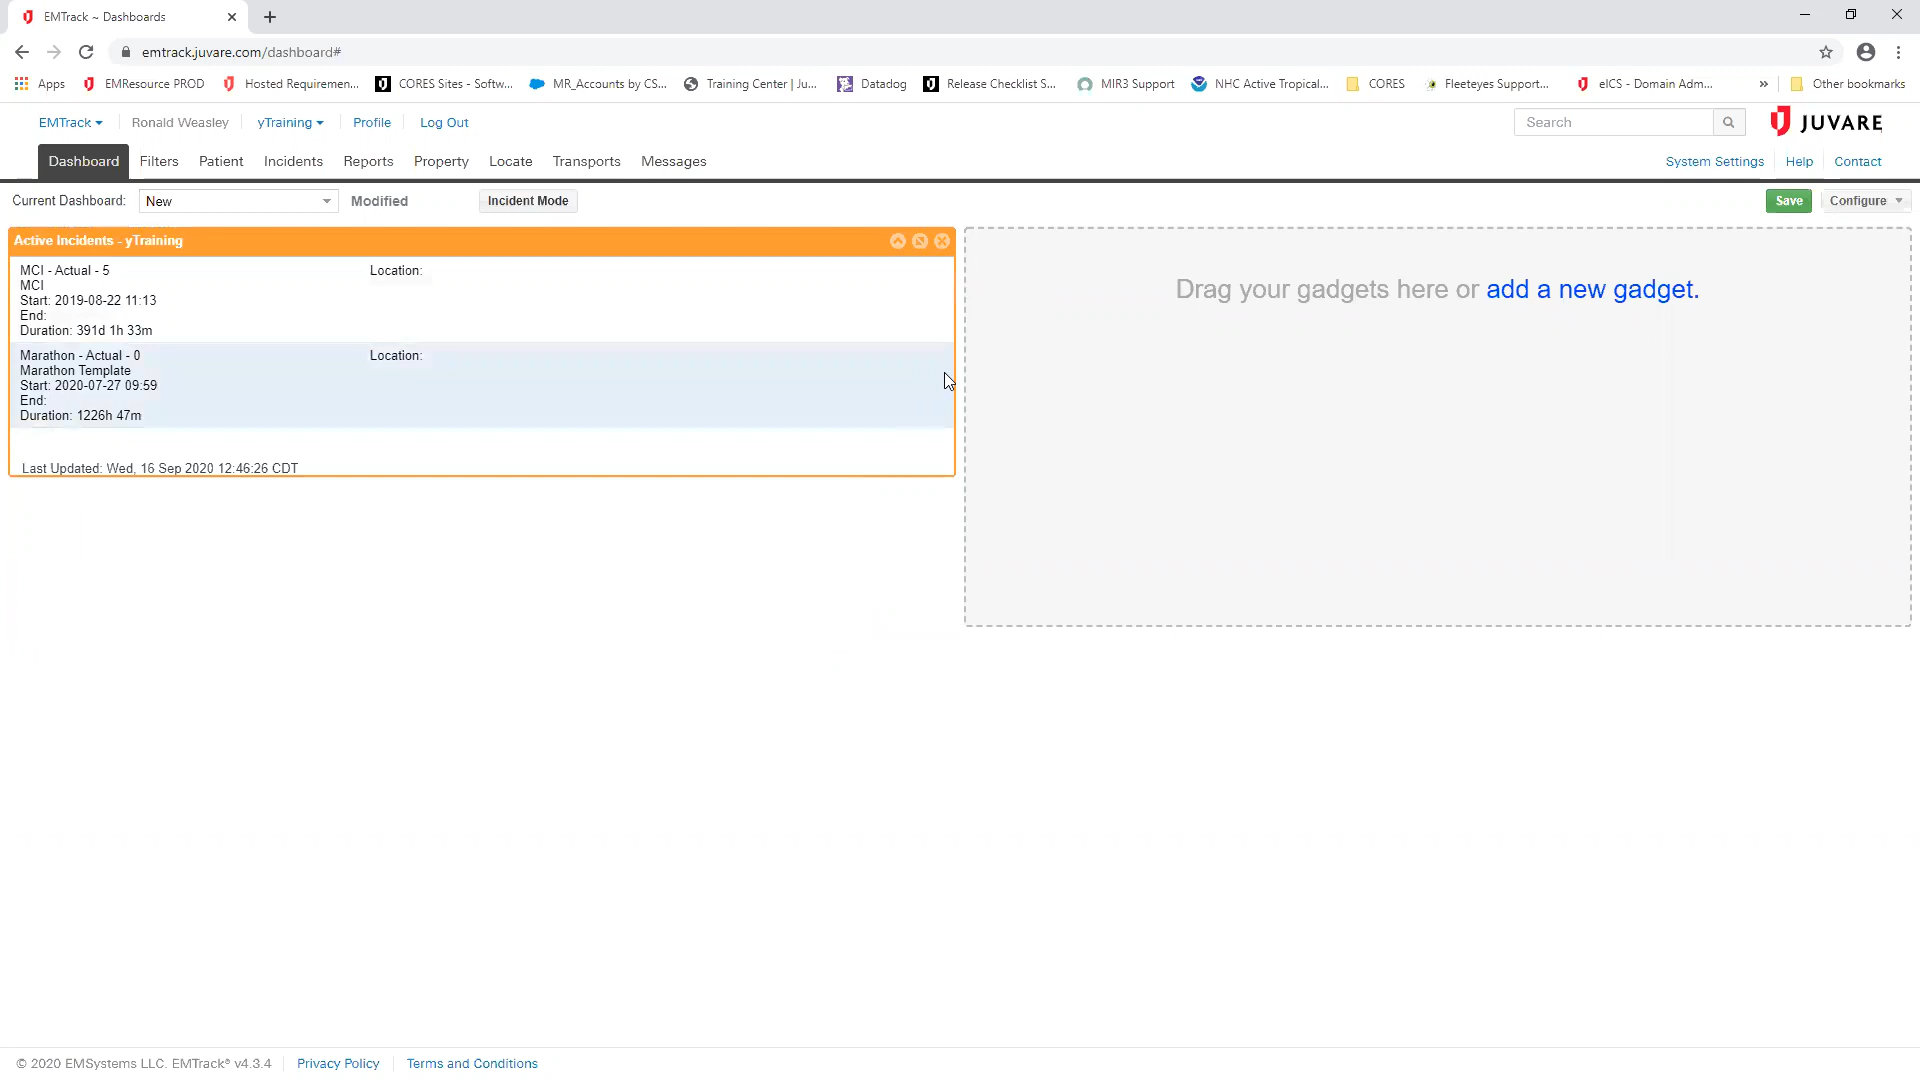 EMTrack ~ Dashboards
emtrack.juvare.com/dashboard#
Apps EMResource PROD Hosted Requiremen... CORES Sites - Softw... MR_Accounts by CS... Training Center | Ju... Datadog Release Checklist S... MIR3 Support NHC Active Tropical... CORES Fleeteyes Support... eICS - Domain Adm... » Other bookmarks
EMTrack Ronald Weasley yTraining Profile Log Out Search JUVARE
Dashboard Filters Patient Incidents Reports Property Locate Transports Messages System Settings Help Contact
Current Dashboard: New Modified Incident Mode Save Configure
Active Incidents - yTraining
MCI - Actual - 5 Location:
MCI
Start: 2019-08-22 11:13
End:
Duration: 391d 1h 33m
Marathon - Actual - 0 Location:
Marathon Template
Start: 2020-07-27 09:59
End:
Duration: 1226h 47m
Last Updated: Wed, 16 Sep 2020 12:46:26 CDT
Drag your gadgets here or add a new gadget.
© 2020 EMSystems LLC. EMTrack® v4.3.4 Privacy Policy Terms and Conditions